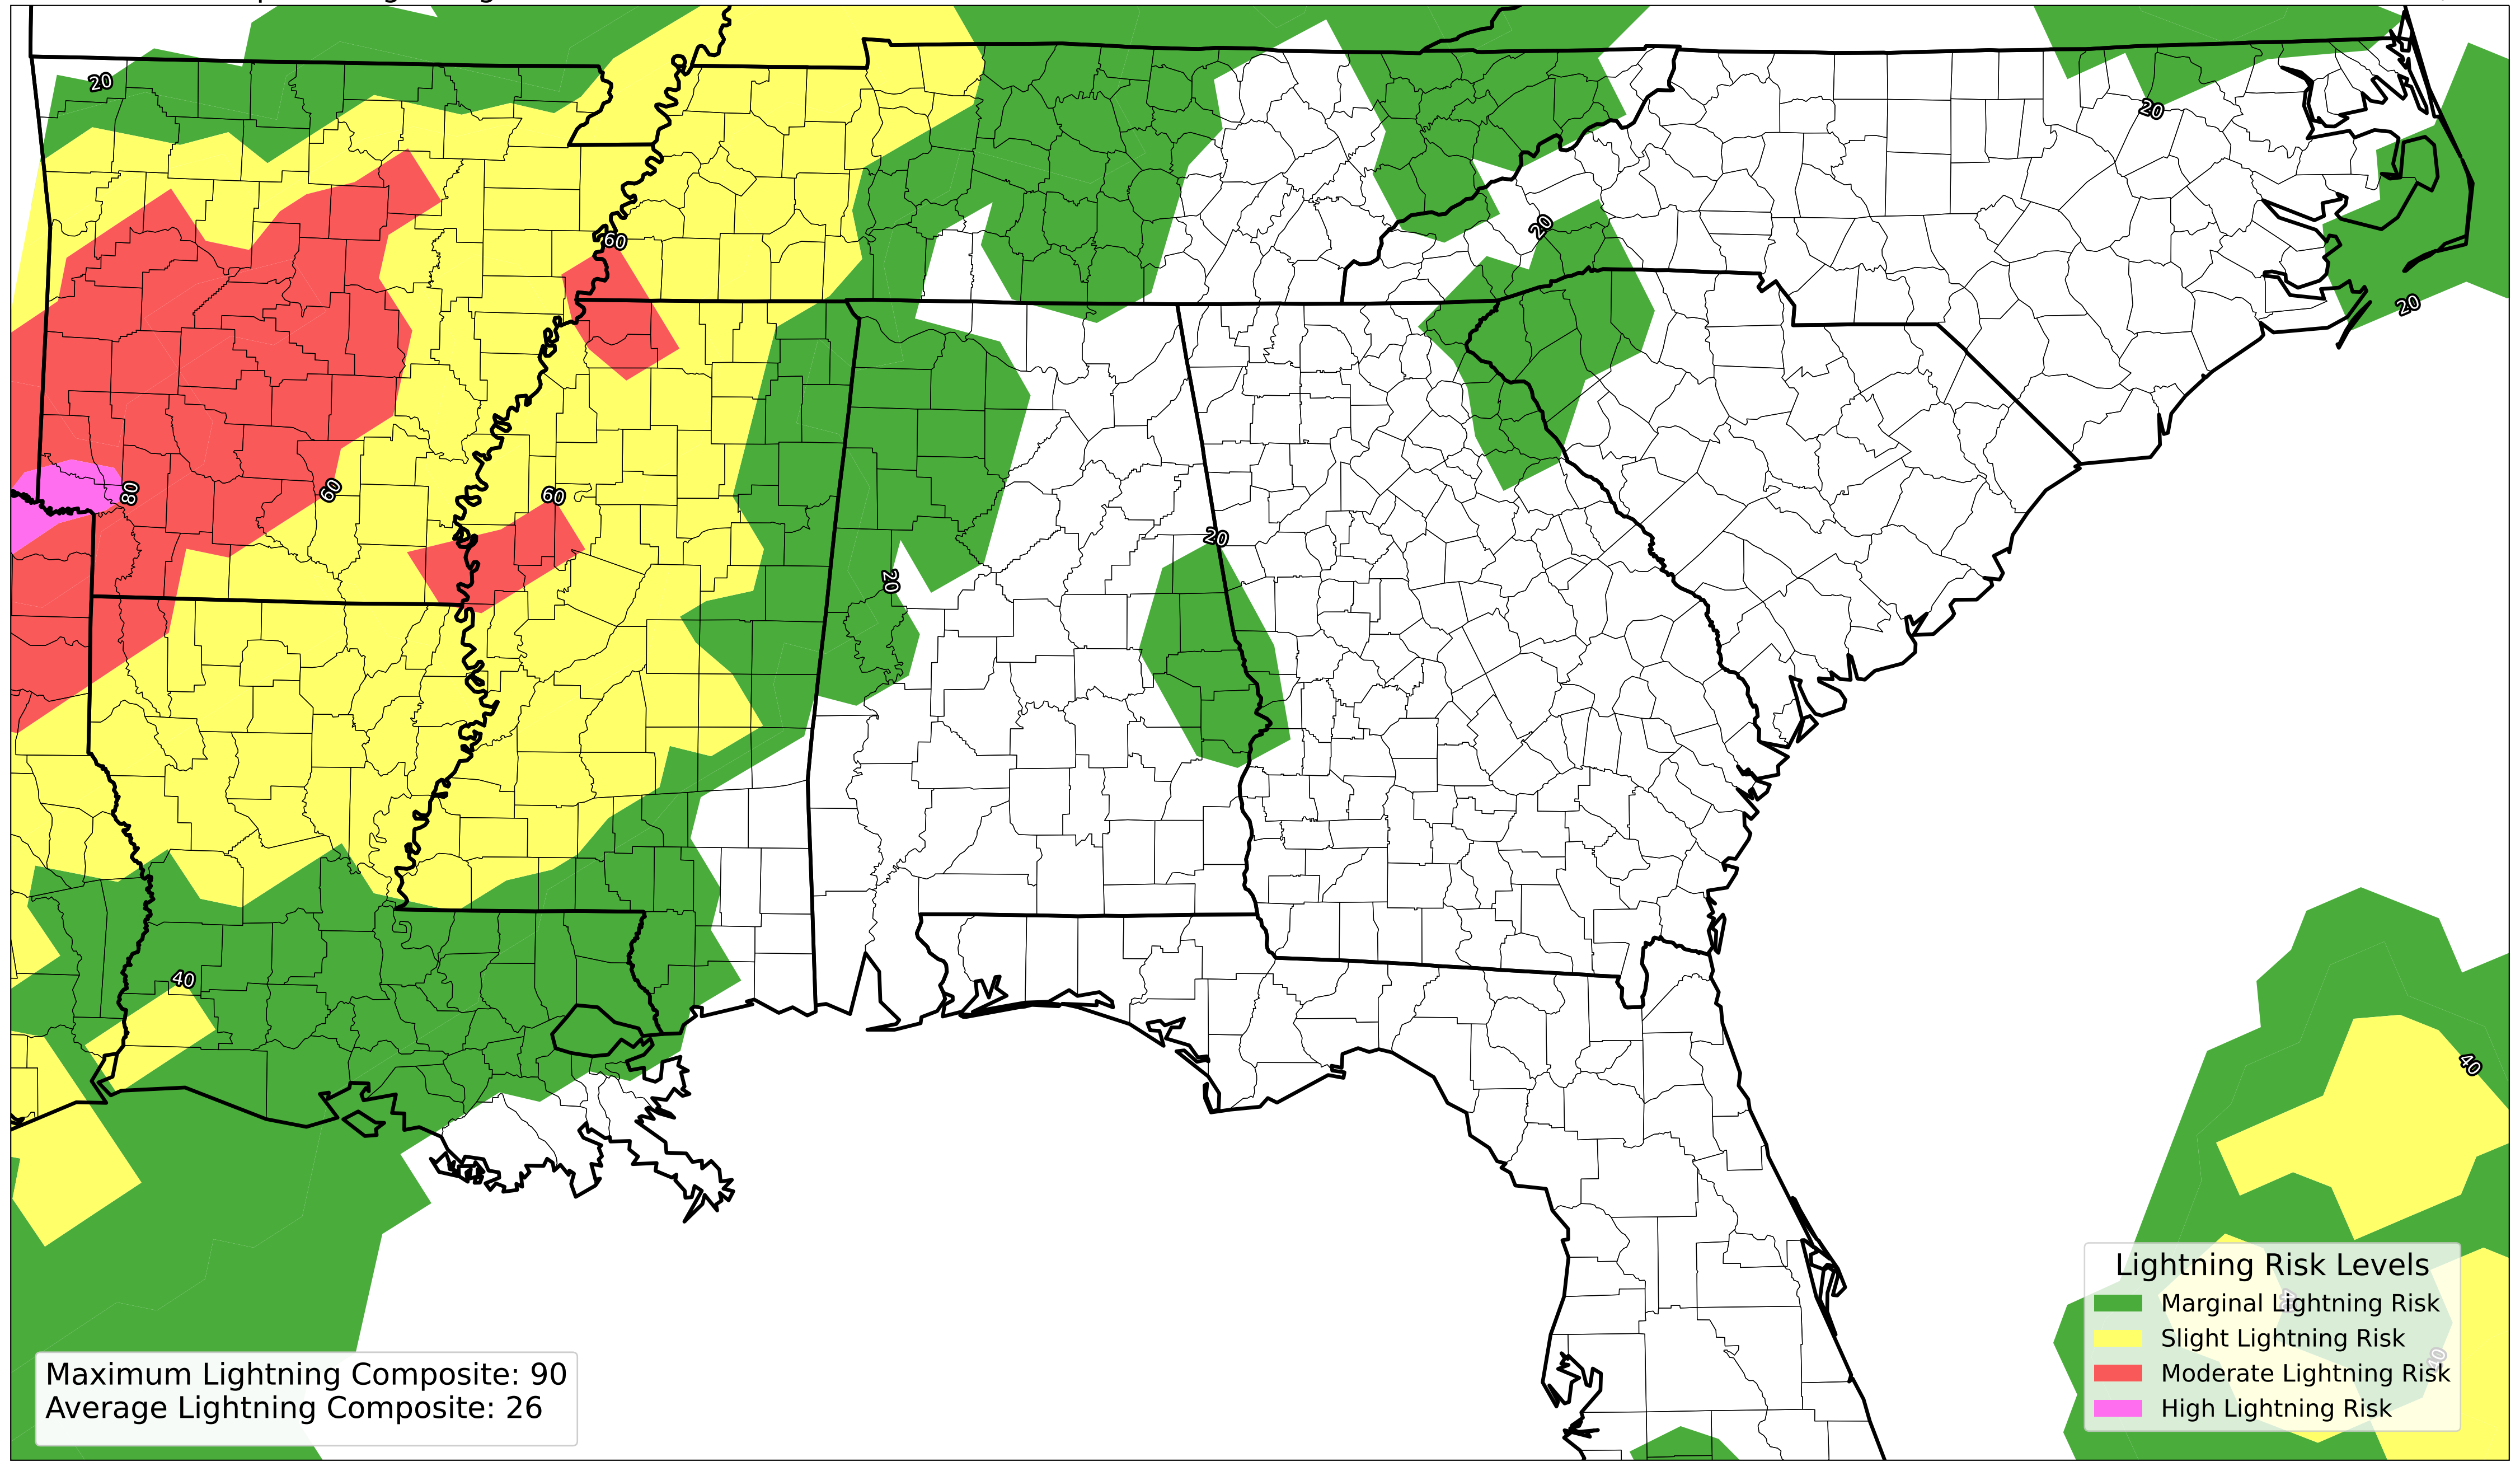 20
20
20
60
20
80
60
60
20
20
40
40
Lightning Risk Levels
Marginal Lightning Risk
Slight Lightning Risk
Moderate Lightning Risk
High Lightning Risk
40
Maximum Lightning Composite: 90
Average Lightning Composite: 26